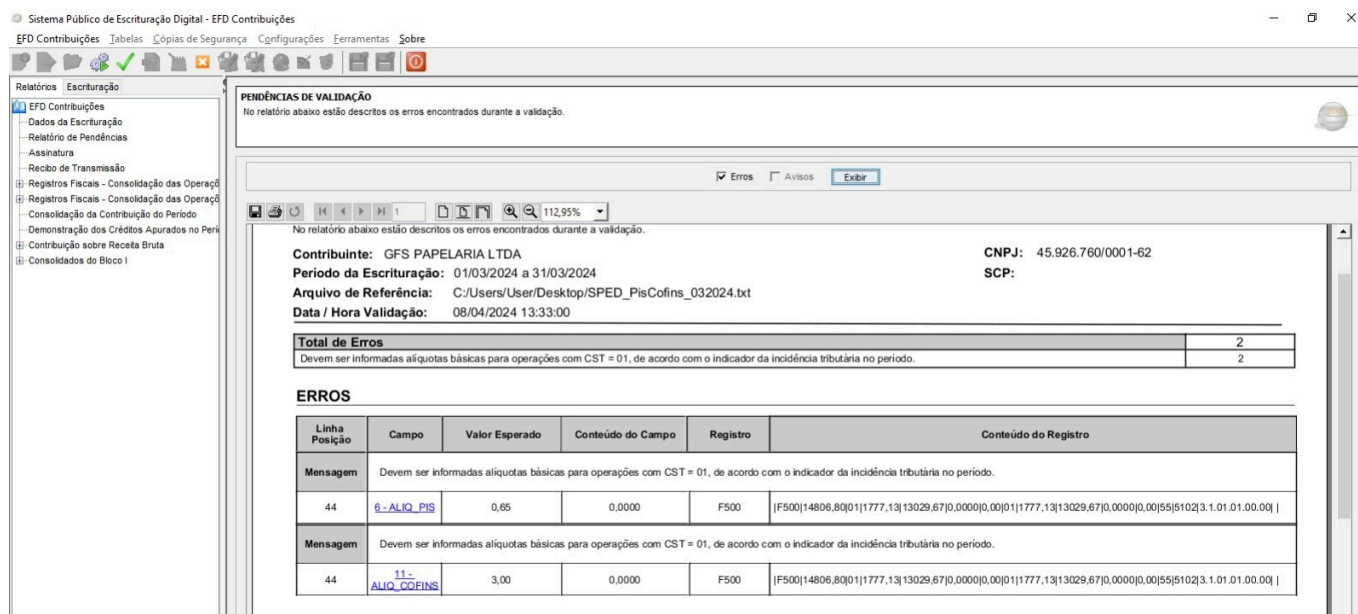 Sistema Público de Escrituração Digital - EFD Contribuições
EFD Contribuições Tabelas Cópias de Segurança Configurações Ferramentas Sobre
Relatórios Escrituração
EFD Contribuições
Dados da Escrituração
Relatório de Pendências
Assinatura
Recibo de Transmissão
Registros Fiscais - Consolidação das Operaçõ
Registros Fiscais - Consolidação das Operaçõ
Consolidação da Contribuição do Período
Demonstração dos Créditos Apurados no Perí
Contribuição sobre Receita Bruta
Consolidados do Bloco I
PENDÊNCIAS DE VALIDAÇÃO
No relatório abaixo estão descritos os erros encontrados durante a validação.
Erros Avisos Exibir
1 112,95%
No relatório abaixo estão descritos os erros encontrados durante a validação.
Contribuinte: GFS PAPELARIA LTDA CNPJ: 45.926.760/0001-62
Período da Escrituração: 01/03/2024 a 31/03/2024 SCP:
Arquivo de Referência: C:/Users/User/Desktop/SPED_PisCofins_032024.txt
Data / Hora Validação: 08/04/2024 13:33:00
Total de Erros 2
Devem ser informadas alíquotas básicas para operações com CST = 01, de acordo com o indicador da incidência tributária no período. 2
ERROS
Linha Posição Campo Valor Esperado Conteúdo do Campo Registro Conteúdo do Registro
Mensagem Devem ser informadas alíquotas básicas para operações com CST = 01, de acordo com o indicador da incidência tributária no período.
44 6 - ALIQ_PIS 0,65 0,0000 F500 |F500|14806,80|01|1777,13|13029,67|0,0000|0,00|01|1777,13|13029,67|0,0000|0,00|55|5102|3.1.01.01.00.00| |
Mensagem Devem ser informadas alíquotas básicas para operações com CST = 01, de acordo com o indicador da incidência tributária no período.
44 11 - ALIQ_COFINS 3,00 0,0000 F500 |F500|14806,80|01|1777,13|13029,67|0,0000|0,00|01|1777,13|13029,67|0,0000|0,00|55|5102|3.1.01.01.00.00| |